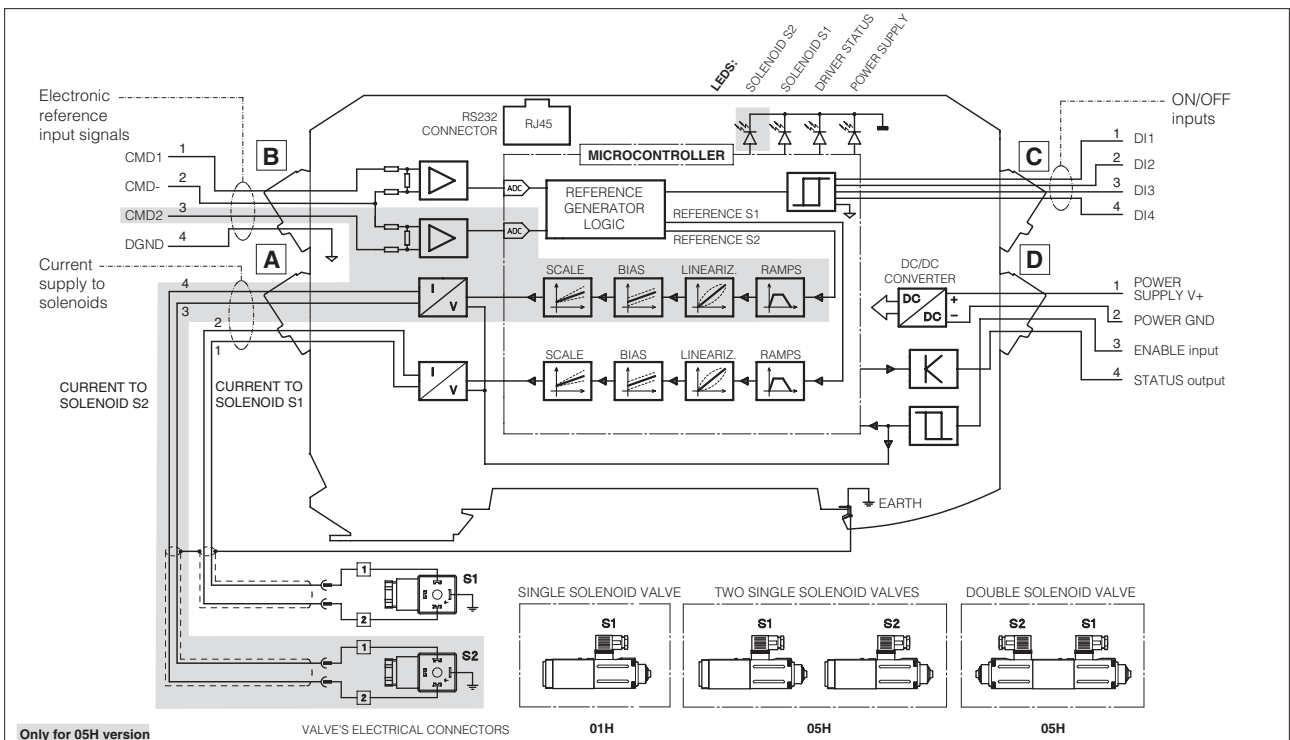 LEDS:
SOLENOID S2
SOLENOID S1
DRIVER STATUS
POWER SUPPLY
Electronic
reference
input signals
CMD1 1
CMD- 2
CMD2 3
DGND 4
B
A
Current
supply to
solenoids
4
3
2
1
CURRENT TO
SOLENOID S2
CURRENT TO
SOLENOID S1
RS232
CONNECTOR
RJ45
MICROCONTROLLER
ADC
ADC
REFERENCE
GENERATOR
LOGIC
REFERENCE S1
REFERENCE S2
I
V
SCALE BIAS LINEARIZ. RAMPS
I
V
SCALE BIAS LINEARIZ. RAMPS
ON/OFF
inputs
C
1 DI1
2 DI2
3 DI3
4 DI4
DC/DC
CONVERTER
DC +
DC –
D
1 POWER
SUPPLY V+
2 POWER GND
3 ENABLE input
4 STATUS output
K
EARTH
1
2
S1
1
2
S2
SINGLE SOLENOID VALVE
S1
01H
TWO SINGLE SOLENOID VALVES
S1 S2
05H
DOUBLE SOLENOID VALVE
S2 S1
05H
Only for 05H version
VALVE'S ELECTRICAL CONNECTORS